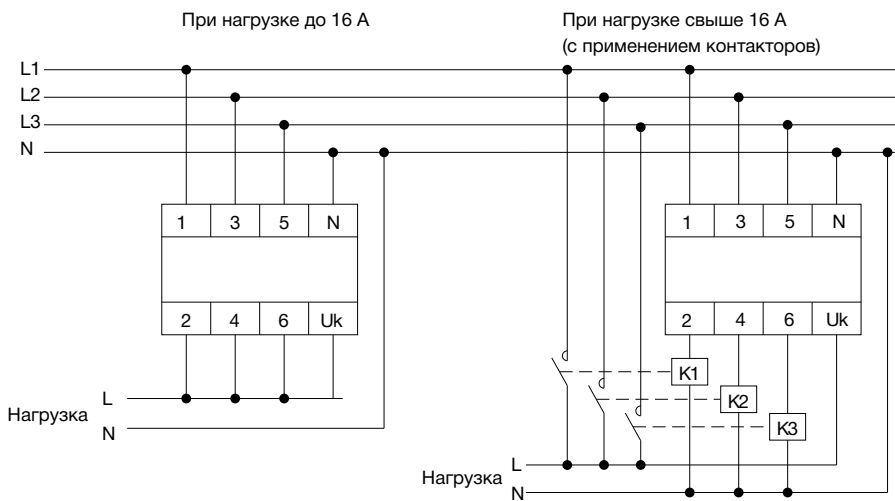 При нагрузке до 16 А
При нагрузке свыше 16 А
(с применением контакторов)
L1
L2
L3
N
1 3 5 N
2 4 6 Uk
L
Нагрузка
N
1 3 5 N
2 4 6 Uk
K1
K2
K3
L
Нагрузка
N